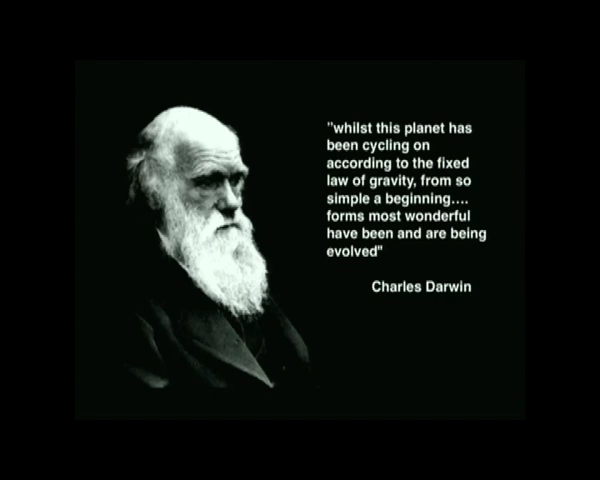 "whilst this planet has
been cycling on
according to the fixed
law of gravity, from so
simple a beginning....
forms most wonderful
have been and are being
evolved"
Charles Darwin